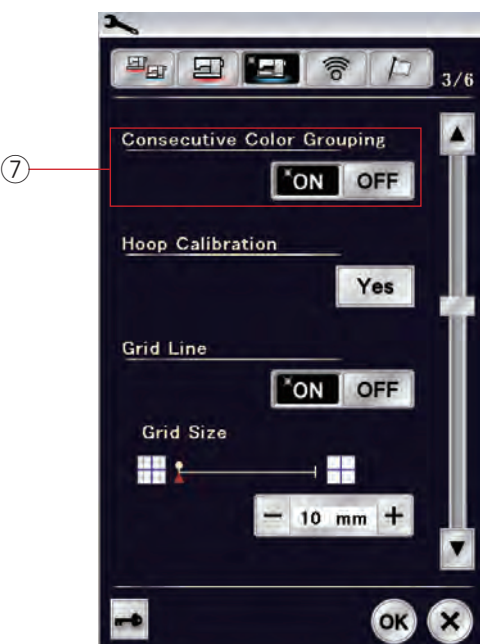 3/6
⑦
Consecutive Color Grouping
ON OFF
Hoop Calibration
Yes
Grid Line
ON OFF
Grid Size
− 10 mm +
OK ×